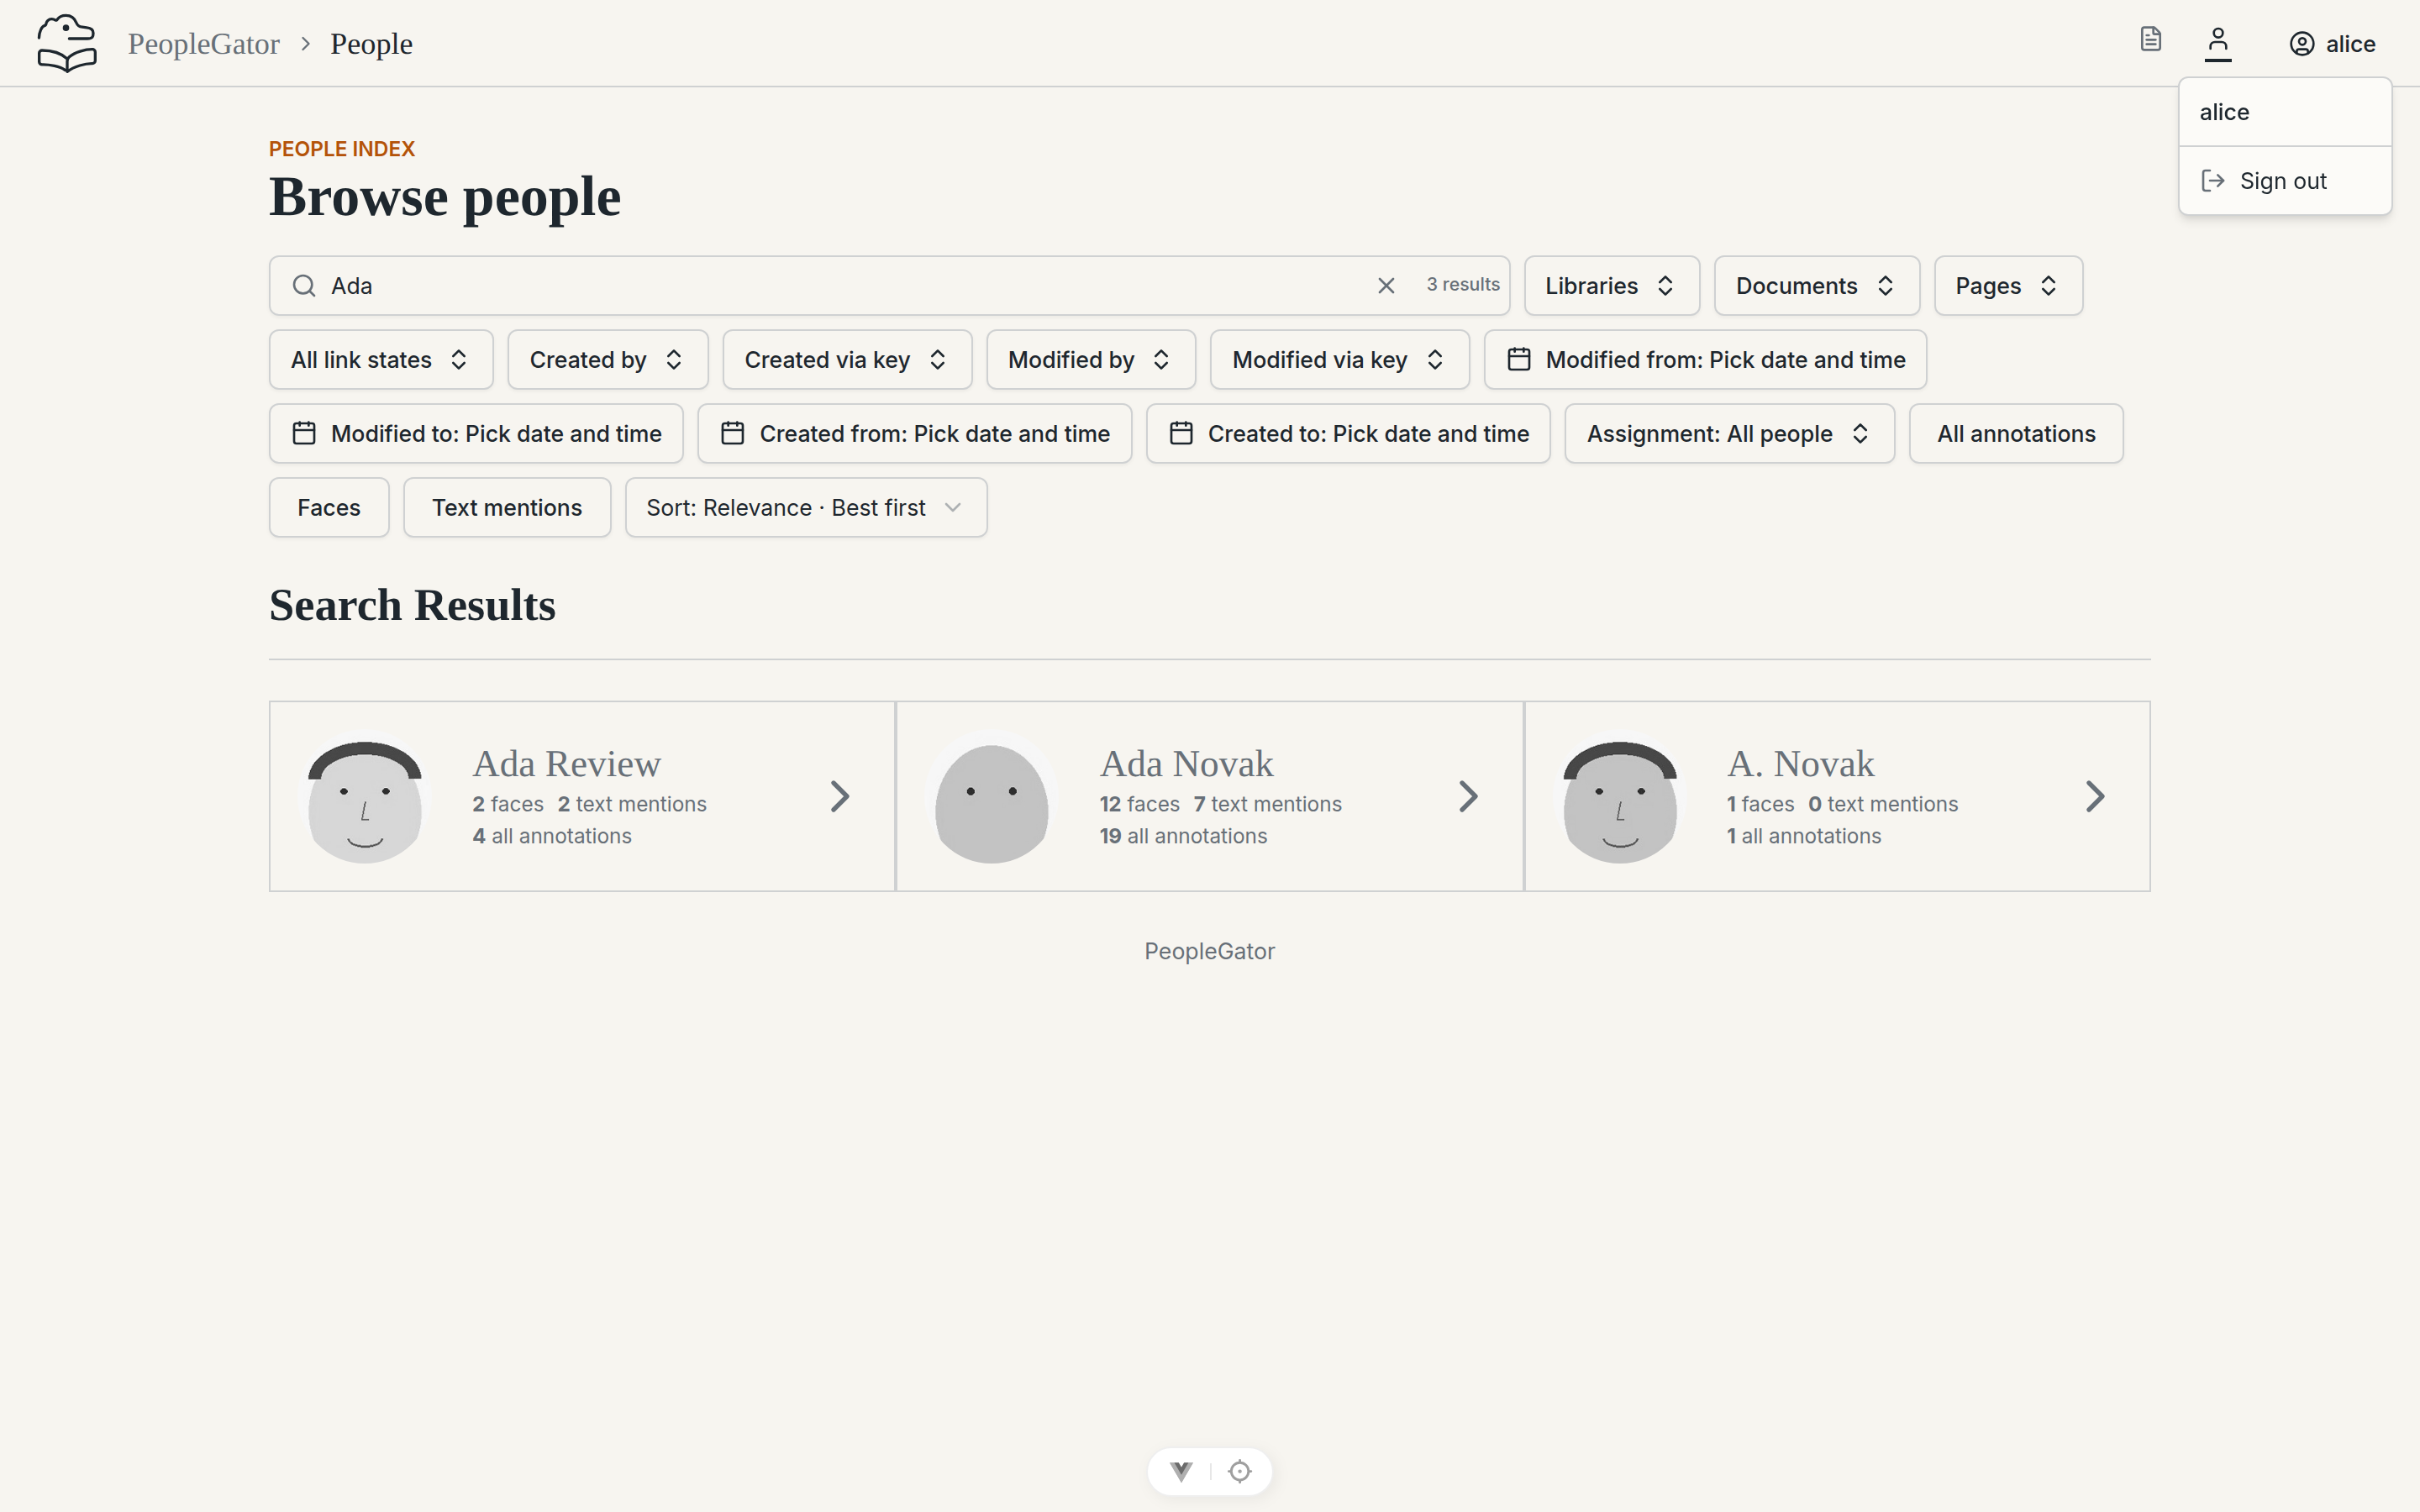 PeopleGator > People
alice
alice
Sign out
PEOPLE INDEX
Browse people
Ada
3 results
Libraries
Documents
Pages
All link states
Created by
Created via key
Modified by
Modified via key
Modified from: Pick date and time
Modified to: Pick date and time
Created from: Pick date and time
Created to: Pick date and time
Assignment: All people
All annotations
Faces
Text mentions
Sort: Relevance · Best first
Search Results
Ada Review
2 faces 2 text mentions
4 all annotations
Ada Novak
12 faces 7 text mentions
19 all annotations
A. Novak
1 faces 0 text mentions
1 all annotations
PeopleGator